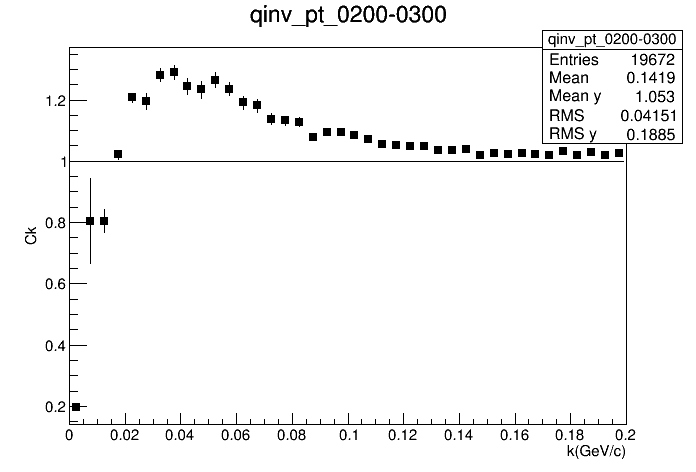 qinv_pt_0200-0300
qinv_pt_0200-0300
Entries 19672
Mean 0.1419
Mean y 1.053
RMS 0.04151
RMS y 0.1885
Ck
1.2
1
0.8
0.6
0.4
0.2
0 0.02 0.04 0.06 0.08 0.1 0.12 0.14 0.16 0.18 0.2
k(GeV/c)